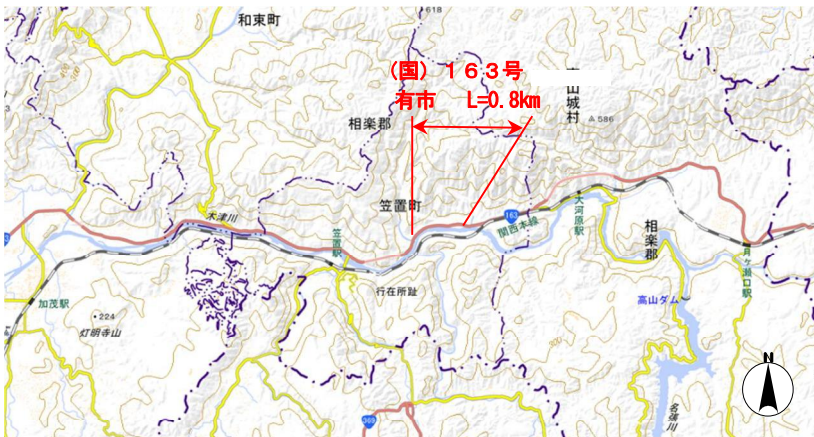 618
和束町
(国) 163号
有市 L=0.8km
山城村
586
400
相楽郡
笠置町
木津川
163
関西本線
大河原駅
笠置駅
相楽郡
月ヶ瀬口駅
行在所趾
加茂駅
224
灯明寺山
高山ダム
名張川
369
N